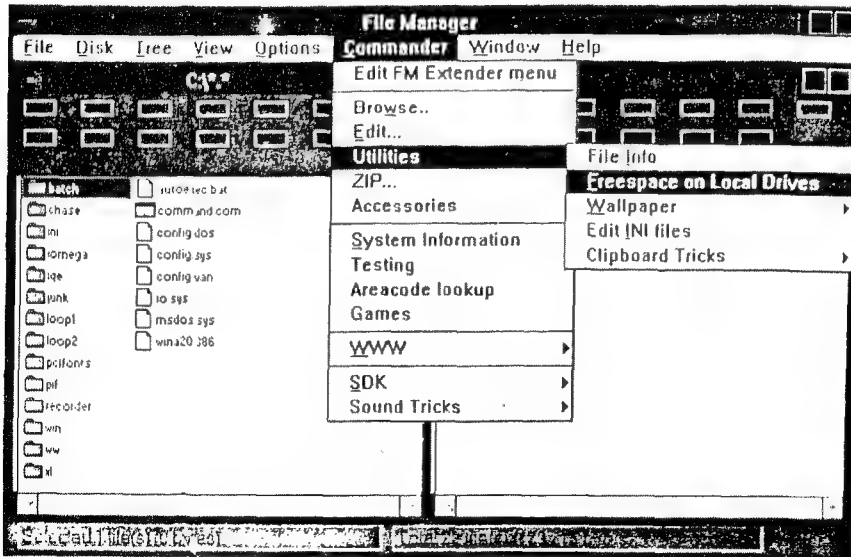 File Manager
File Disk Tree View Options Commander Window Help
C:\*.*
Edit FM Extender menu
Browse..
Edit...
Utilities
ZIP...
Accessories
System Information
Testing
Areacode lookup
Games
WWW
SDK
Sound Tricks
File Info
Freespace on Local Drives
Wallpaper
Edit INI files
Clipboard Tricks
batch
chase
ini
iomega
iqe
junk
loop1
loop2
pclfonts
pif
recorder
win
ww
xl
autoexec.bat
command.com
config.dos
config.sys
config.van
io.sys
msdos.sys
wina20.386